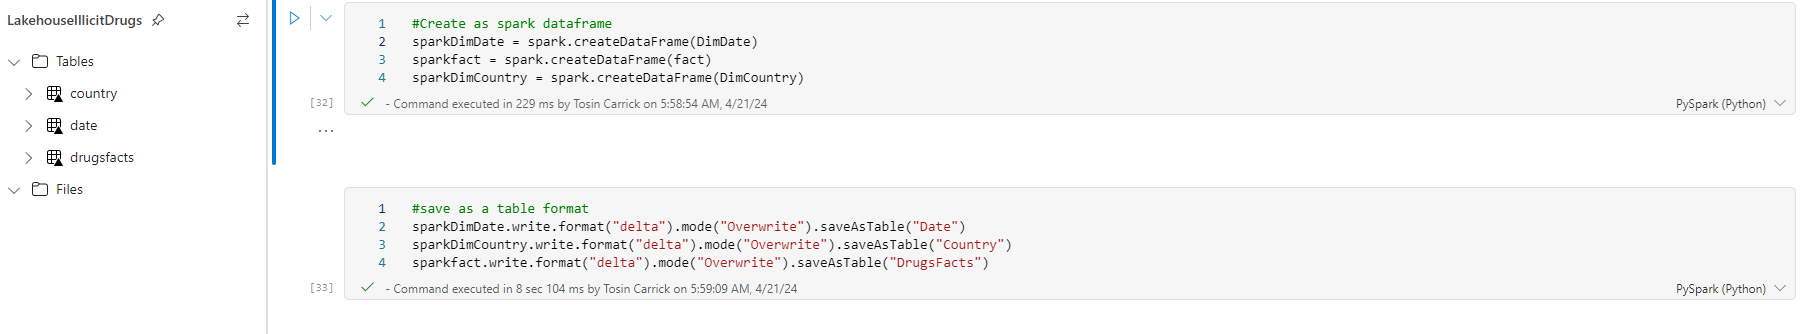 LakehouseIllicitDrugs
Tables
country
date
drugsfacts
Files
1 #Create as spark dataframe
2 sparkDimDate = spark.createDataFrame(DimDate)
3 sparkfact = spark.createDataFrame(fact)
4 sparkDimCountry = spark.createDataFrame(DimCountry)
[32] - Command executed in 229 ms by Tosin Carrick on 5:58:54 AM, 4/21/24 PySpark (Python)
...
1 #save as a table format
2 sparkDimDate.write.format("delta").mode("Overwrite").saveAsTable("Date")
3 sparkDimCountry.write.format("delta").mode("Overwrite").saveAsTable("Country")
4 sparkfact.write.format("delta").mode("Overwrite").saveAsTable("DrugsFacts")
[33] - Command executed in 8 sec 104 ms by Tosin Carrick on 5:59:09 AM, 4/21/24 PySpark (Python)